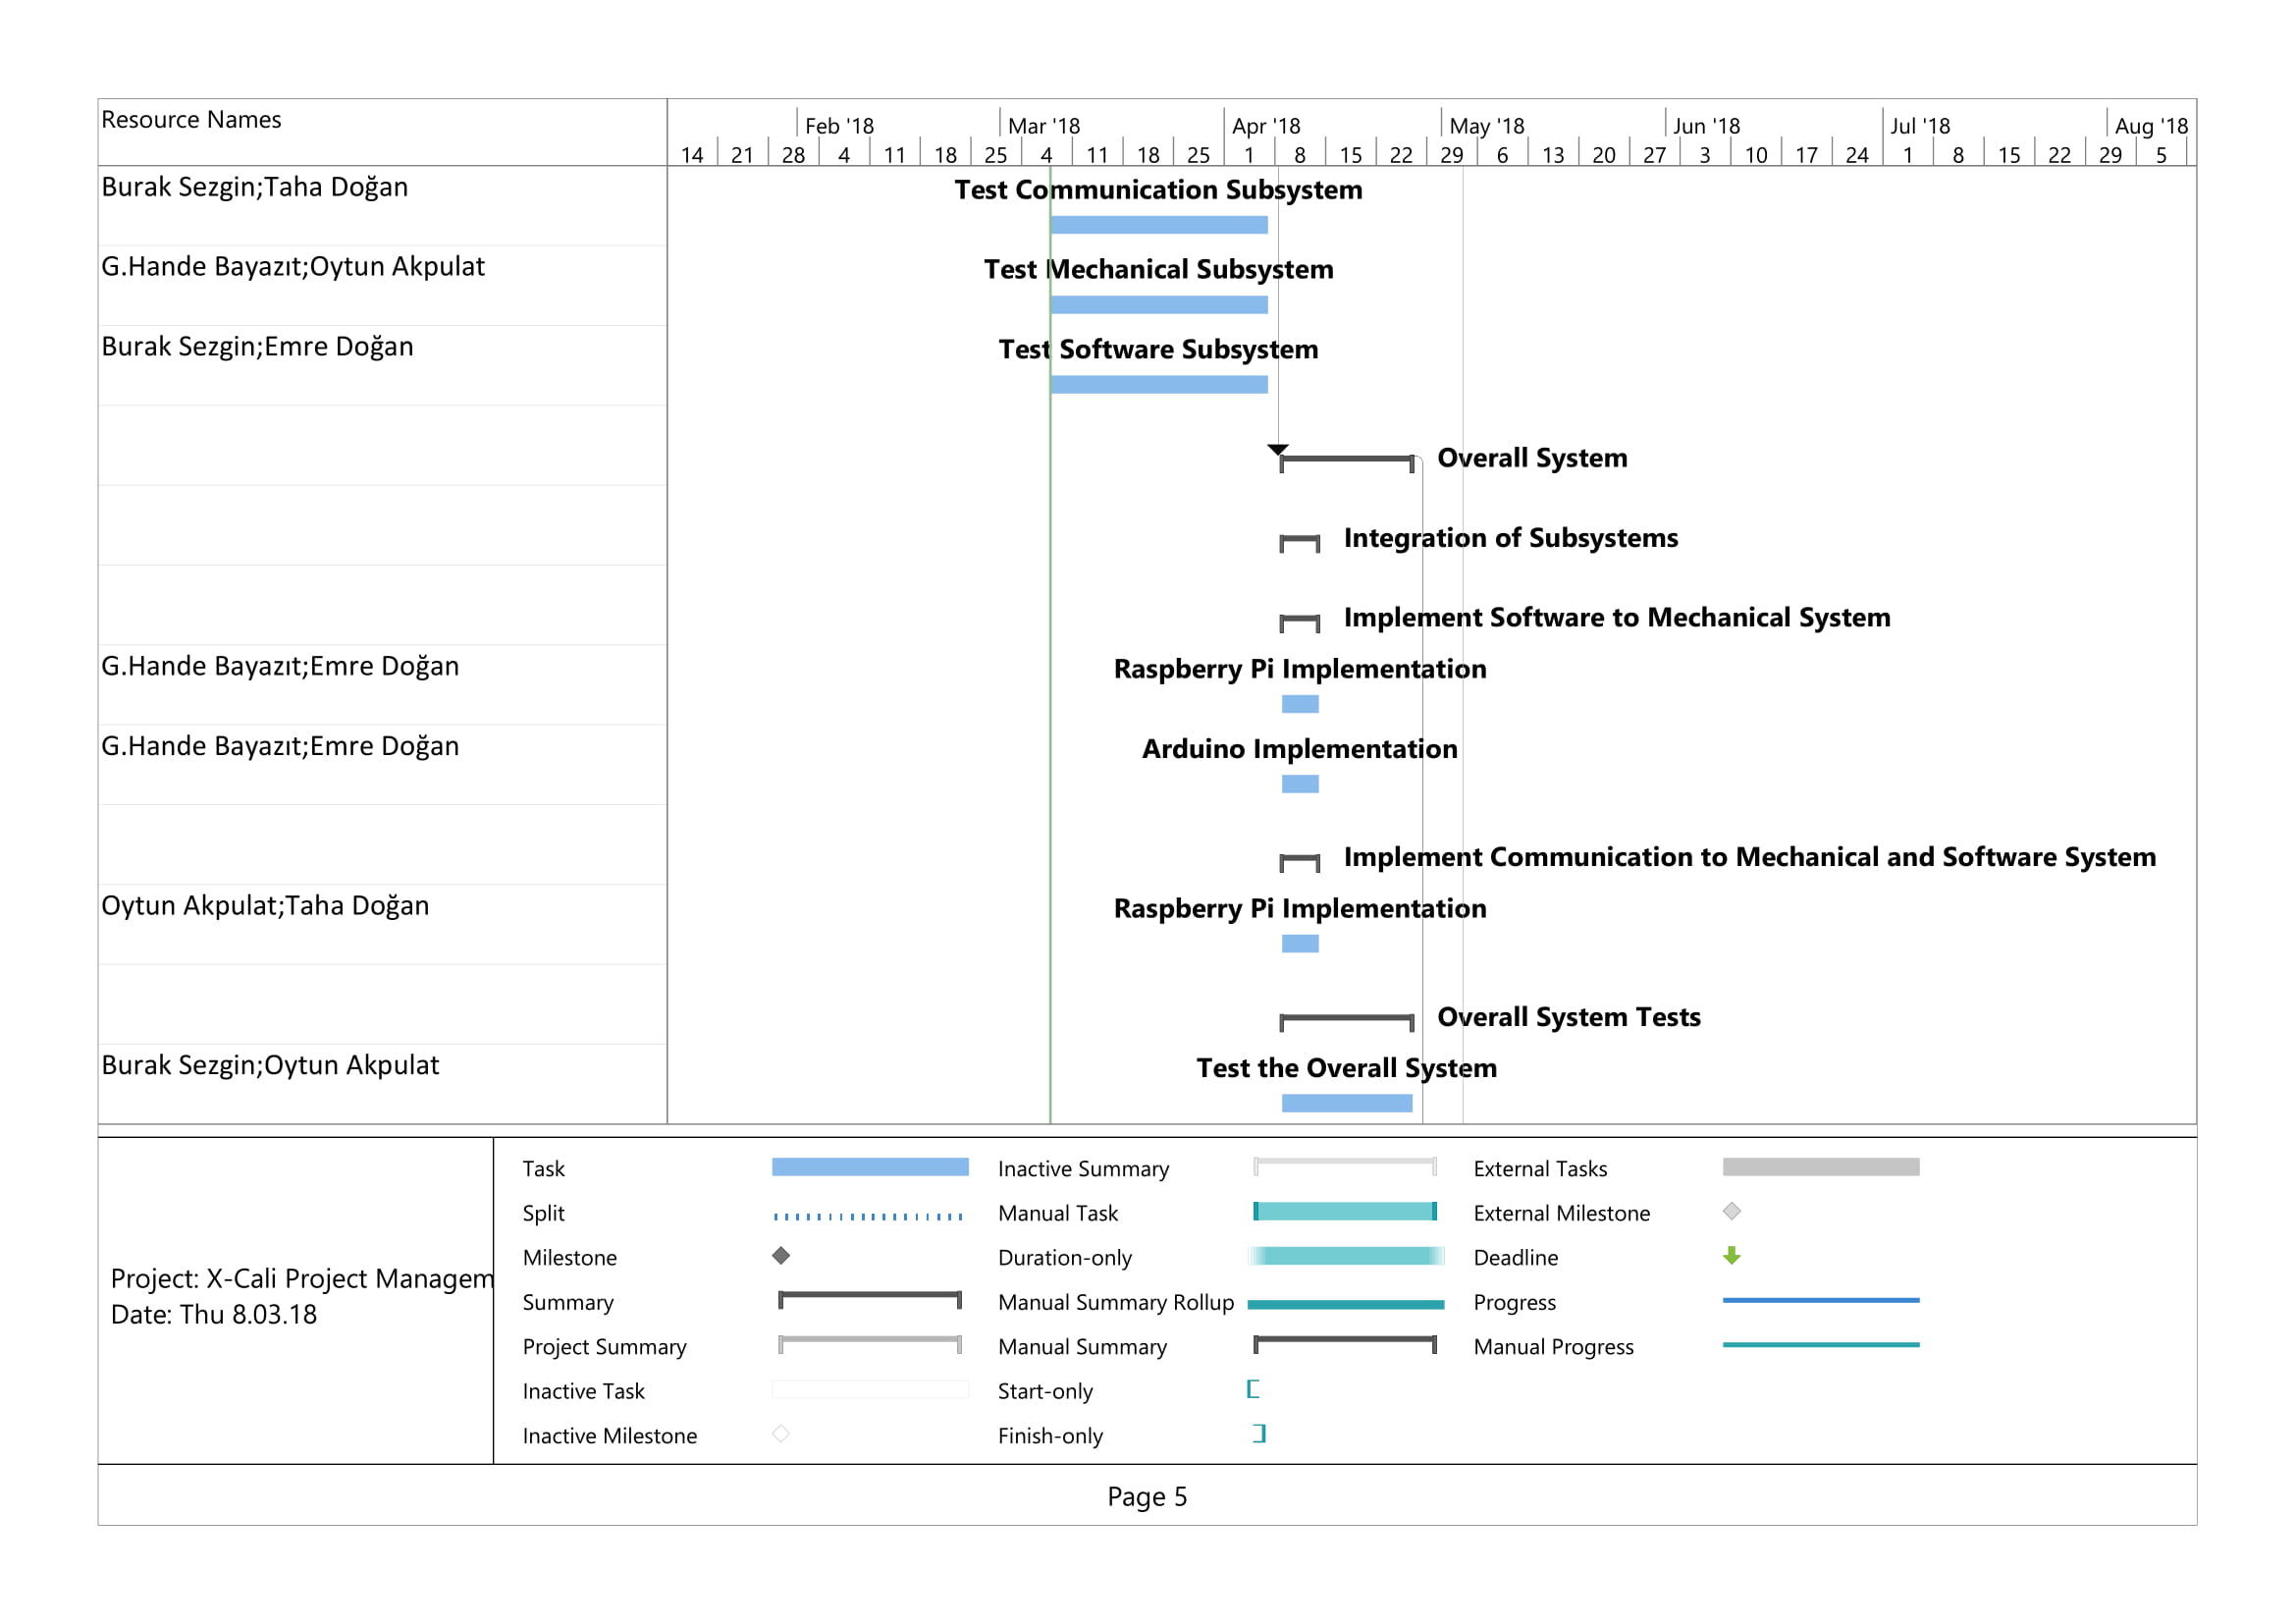 Resource Names
Feb '18 Mar '18 Apr '18 May '18 Jun '18 Jul '18 Aug '18
14 21 28 4 11 18 25 4 11 18 25 1 8 15 22 29 6 13 20 27 3 10 17 24 1 8 15 22 29 5
Burak Sezgin;Taha Doğan
Test Communication Subsystem
G.Hande Bayazıt;Oytun Akpulat
Test Mechanical Subsystem
Burak Sezgin;Emre Doğan
Test Software Subsystem
Overall System
Integration of Subsystems
Implement Software to Mechanical System
G.Hande Bayazıt;Emre Doğan
Raspberry Pi Implementation
G.Hande Bayazıt;Emre Doğan
Arduino Implementation
Implement Communication to Mechanical and Software System
Oytun Akpulat;Taha Doğan
Raspberry Pi Implementation
Overall System Tests
Burak Sezgin;Oytun Akpulat
Test the Overall System
Project: X-Cali Project Managem
Date: Thu 8.03.18
Task
Split
Milestone
Summary
Project Summary
Inactive Task
Inactive Milestone
Inactive Summary
Manual Task
Duration-only
Manual Summary Rollup
Manual Summary
Start-only
Finish-only
External Tasks
External Milestone
Deadline
Progress
Manual Progress
Page 5